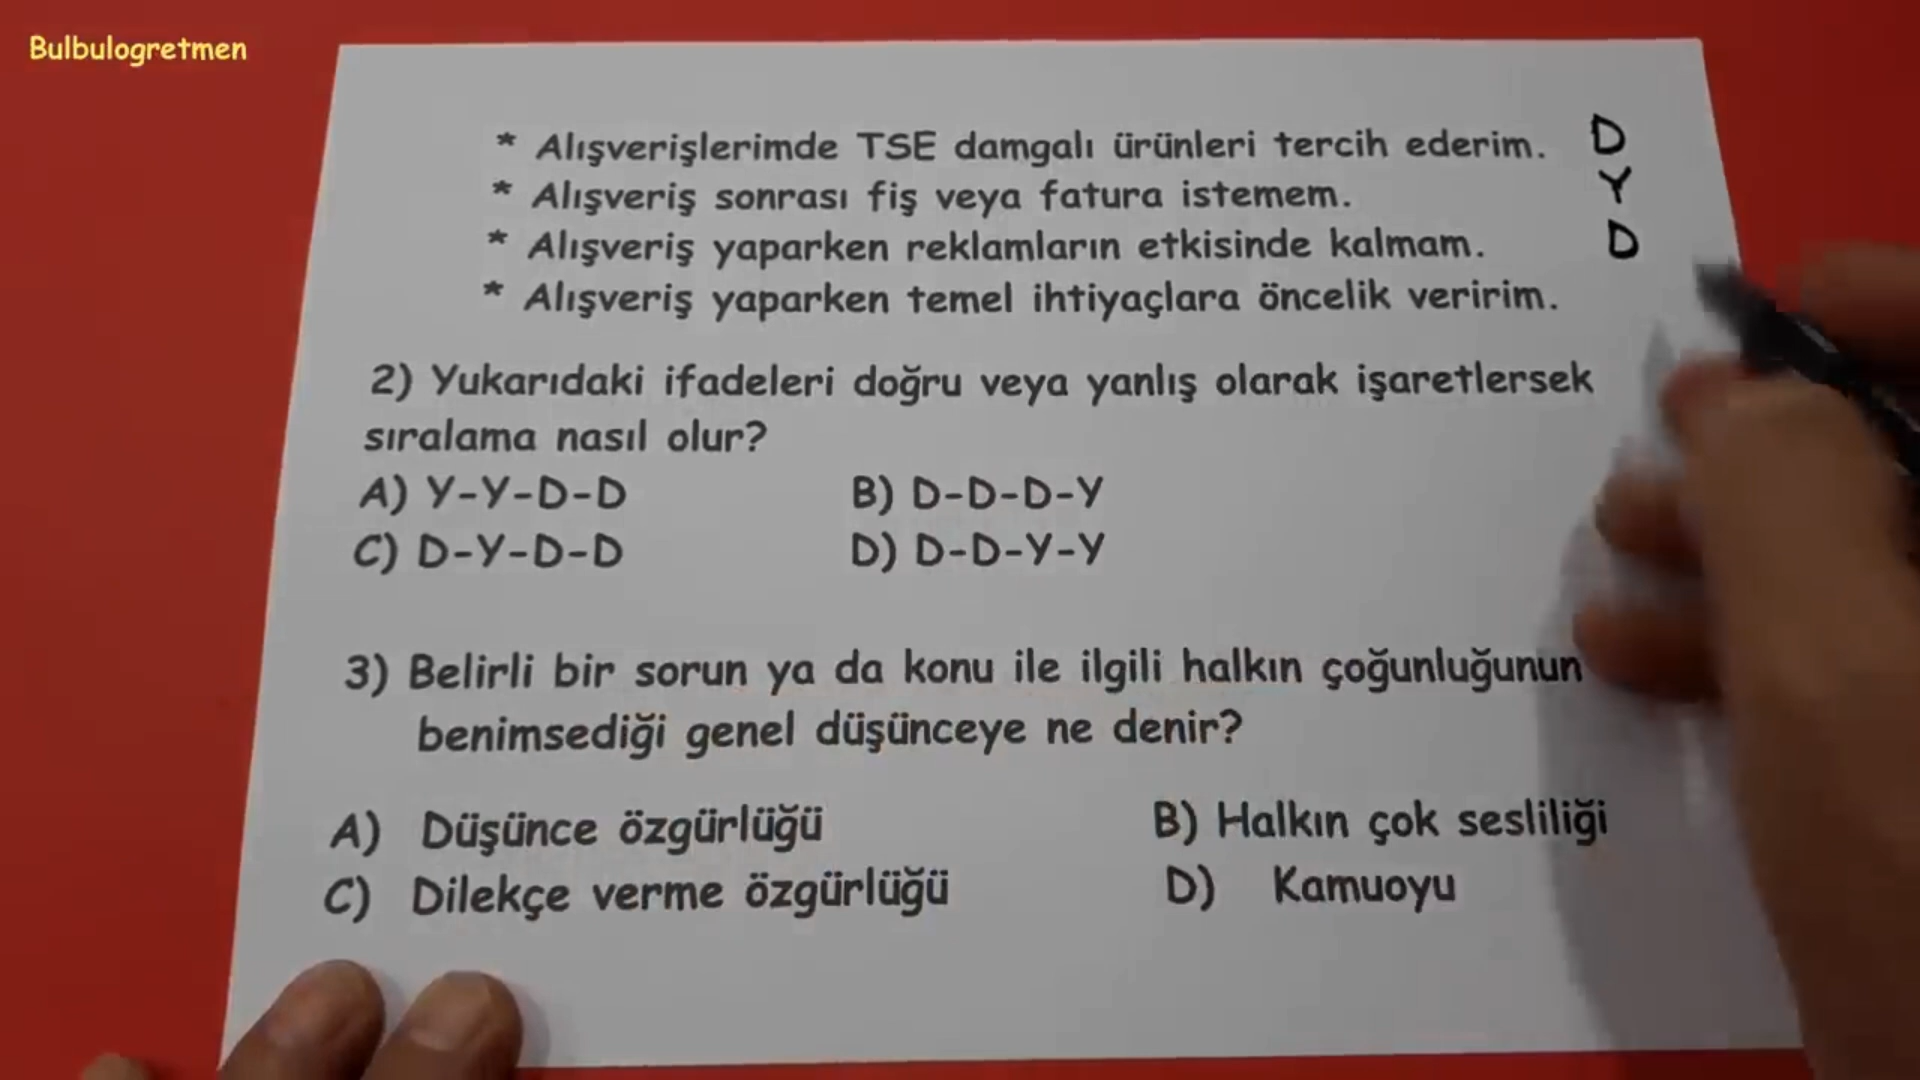 Bulbulogretmen
* Alışverişlerimde TSE damgalı ürünleri tercih ederim. D
* Alışveriş sonrası fiş veya fatura istemem. Y
* Alışveriş yaparken reklamların etkisinde kalmam. D
* Alışveriş yaparken temel ihtiyaçlara öncelik veririm.
2) Yukarıdaki ifadeleri doğru veya yanlış olarak işaretlersek
sıralama nasıl olur?
A) Y-Y-D-D B) D-D-D-Y
C) D-Y-D-D D) D-D-Y-Y
3) Belirli bir sorun ya da konu ile ilgili halkın çoğunluğunun
benimsediği genel düşünceye ne denir?
A) Düşünce özgürlüğü B) Halkın çok sesliliği
C) Dilekçe verme özgürlüğü D) Kamuoyu